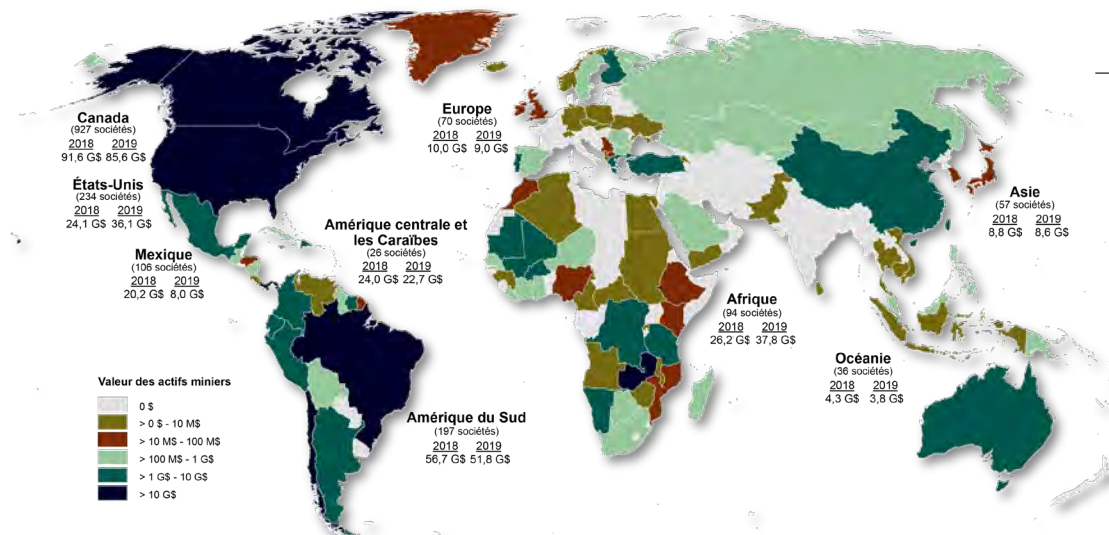 Canada
(927 sociétés)
2018 2019
91,6 G$ 85,6 G$
États-Unis
(234 sociétés)
2018 2019
24,1 G$ 36,1 G$
Mexique
(106 sociétés)
2018 2019
20,2 G$ 8,0 G$
Amérique centrale et
les Caraïbes
(26 sociétés)
2018 2019
24,0 G$ 22,7 G$
Amérique du Sud
(197 sociétés)
2018 2019
56,7 G$ 51,8 G$
Europe
(70 sociétés)
2018 2019
10,0 G$ 9,0 G$
Afrique
(94 sociétés)
2018 2019
26,2 G$ 37,8 G$
Asie
(57 sociétés)
2018 2019
8,8 G$ 8,6 G$
Océanie
(36 sociétés)
2018 2019
4,3 G$ 3,8 G$
Valeur des actifs miniers
0 $
> 0 $ - 10 M$
> 10 M$ - 100 M$
> 100 M$ - 1 G$
> 1 G$ - 10 G$
> 10 G$